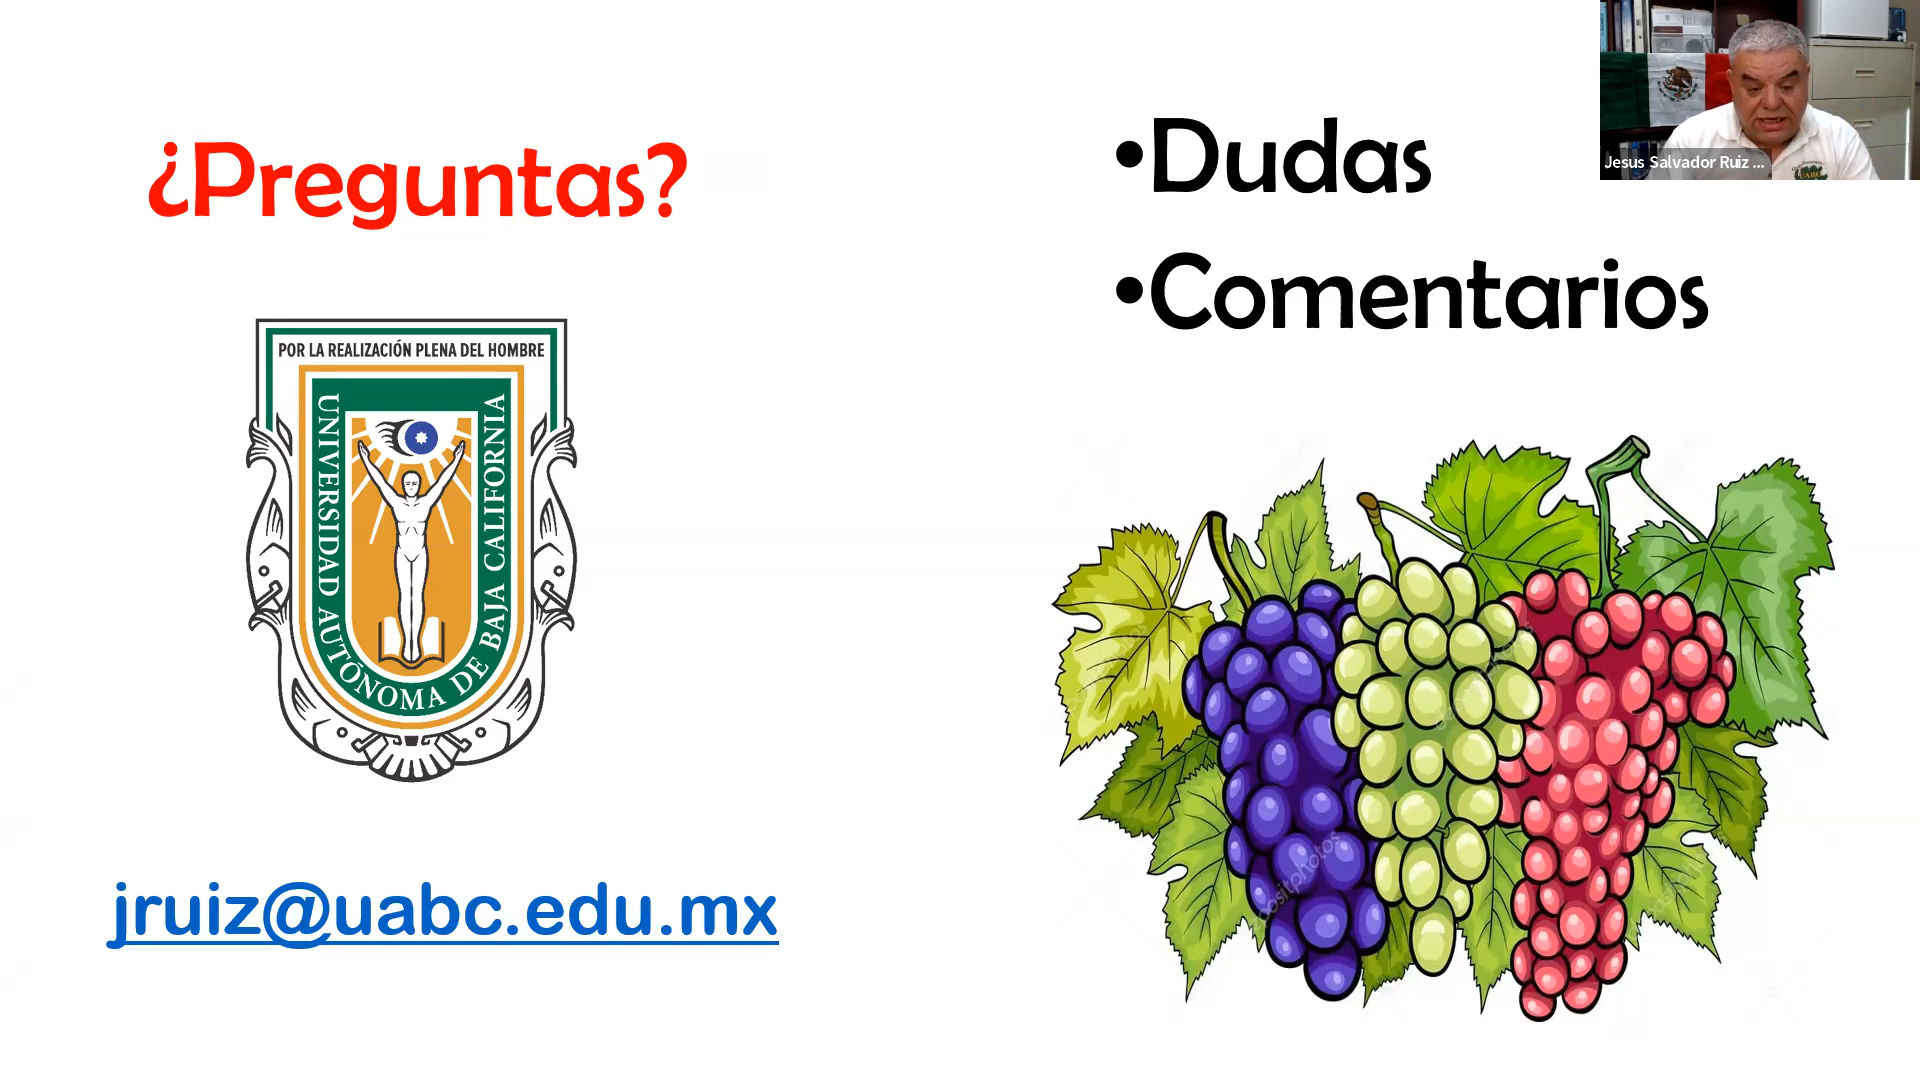 ¿Preguntas?
•Dudas
•Comentarios
Jesus Salvador Ruiz ...
POR LA REALIZACIÓN PLENA DEL HOMBRE
UNIVERSIDAD AUTÓNOMA DE BAJA CALIFORNIA
jruiz@uabc.edu.mx